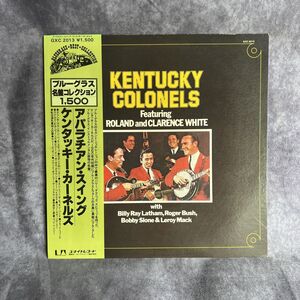 GXC 2013 ¥1,500
ブルーグラス
名盤コレクション
1,500
アパラチアン・スイング
ケンタッキー・カーネルズ
KENTUCKY
COLONELS
Featuring
ROLAND and CLARENCE WHITE
with
Billy Ray Latham, Roger Bush,
Bobby Slone & Leroy Mack